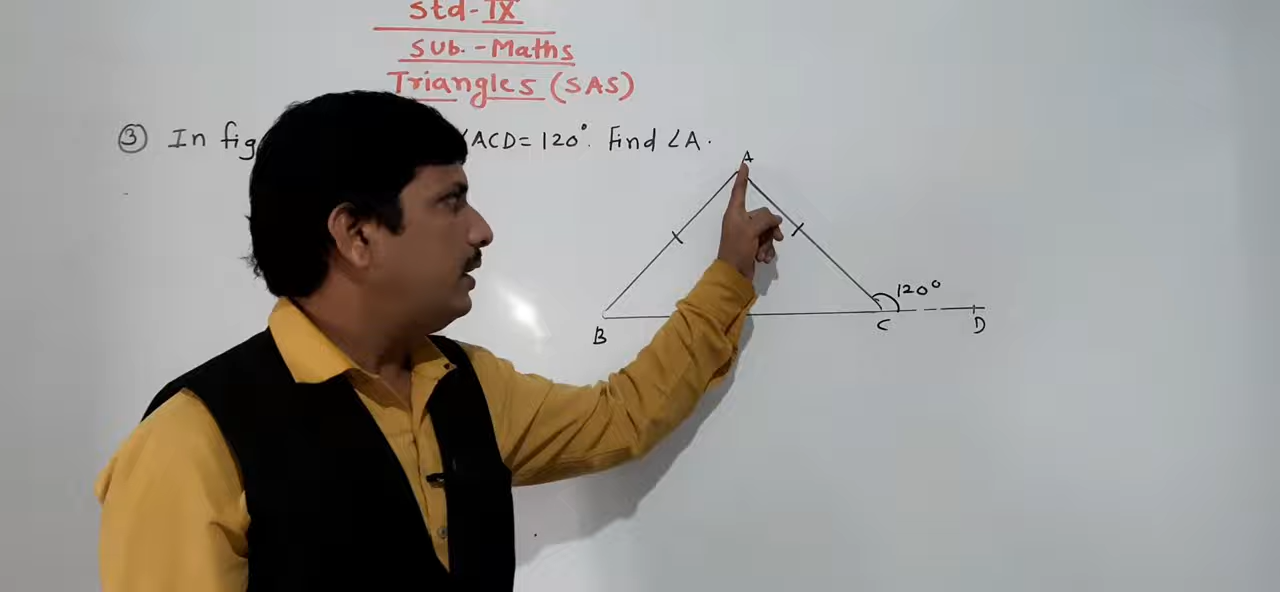 Std-IX
Sub.-Maths
Triangles (SAS)
③ In fig ∠ACD=120°. Find ∠A.
A
120°
B
C
D